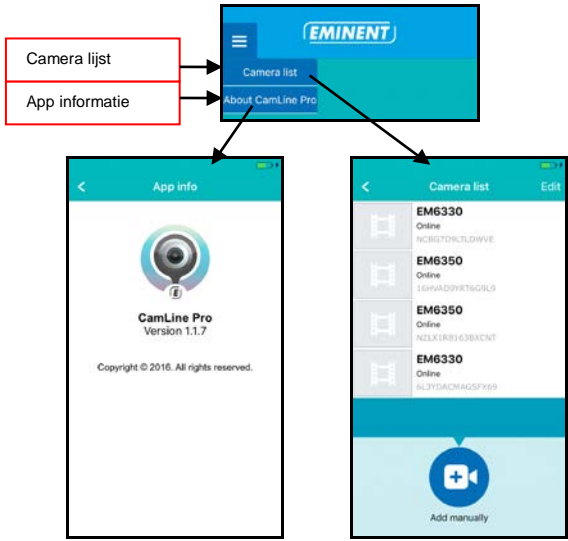 EMINENT
Camera lijst
Camera list
App informatie
About CamLine Pro
App info
CamLine Pro
Version 1.1.7
Copyright © 2016. All rights reserved.
Camera list
Edit
EM6330
Online
EM6350
Online
EM6350
Online
EM6330
Online
Add manually